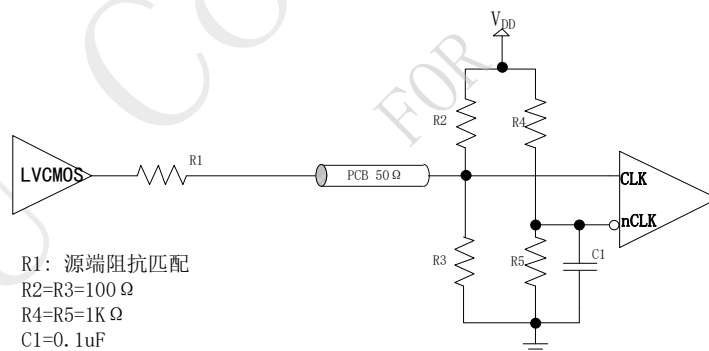 V_DD
R2
R4
R1
LVCMOS
PCB 50Ω
CLK
nCLK
R3
R5
C1
R1: 源端阻抗匹配
R2=R3=100Ω
R4=R5=1KΩ
C1=0.1uF
FOR